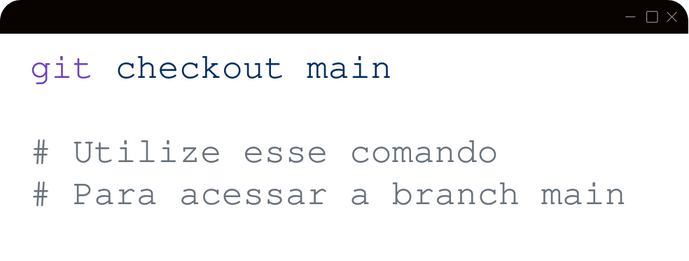 git checkout main
# Utilize esse comando
# Para acessar a branch main